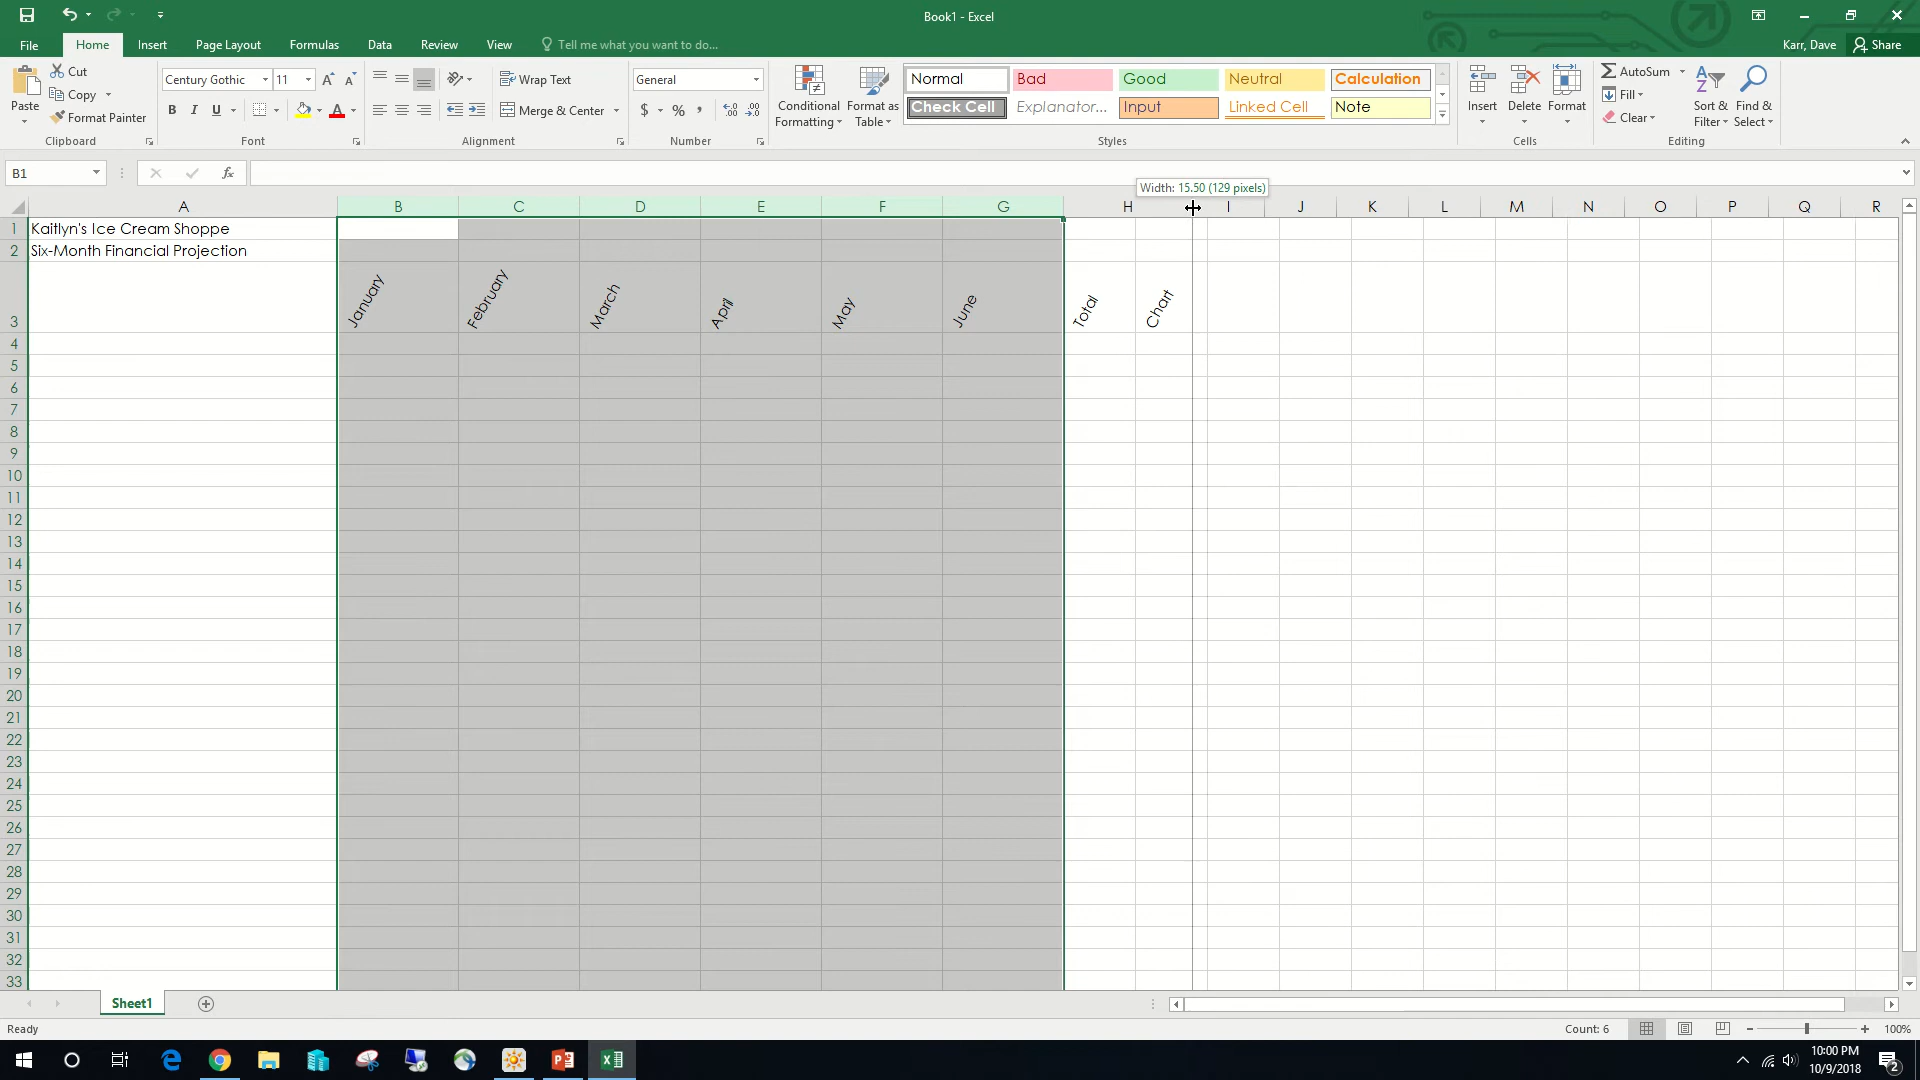 Book1 - Excel
File Home Insert Page Layout Formulas Data Review View Tell me what you want to do... Karr, Dave Share
Paste Cut Copy Format Painter Clipboard
Century Gothic 11 B I U A Font
Wrap Text Merge & Center Alignment
General $ % , Number
Conditional Formatting Format as Table
Normal Bad Good Neutral Calculation
Check Cell Explanator... Input Linked Cell Note
Styles
Insert Delete Format Cells
AutoSum Fill Clear Sort & Filter Find & Select Editing
B1 fx
Width: 15.50 (129 pixels)
A B C D E F G H I J K L M N O P Q R
1 Kaitlyn's Ice Cream Shoppe
2 Six-Month Financial Projection
3 January February March April May June Total Chart
4
5
6
7
8
9
10
11
12
13
14
15
16
17
18
19
20
21
22
23
24
25
26
27
28
29
30
31
32
33
Sheet1
Ready Count: 6 100%
10:00 PM
10/9/2018
2